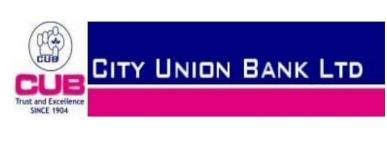 CUB
CUB
Trust and Excellence
SINCE 1904
CITY UNION BANK LTD